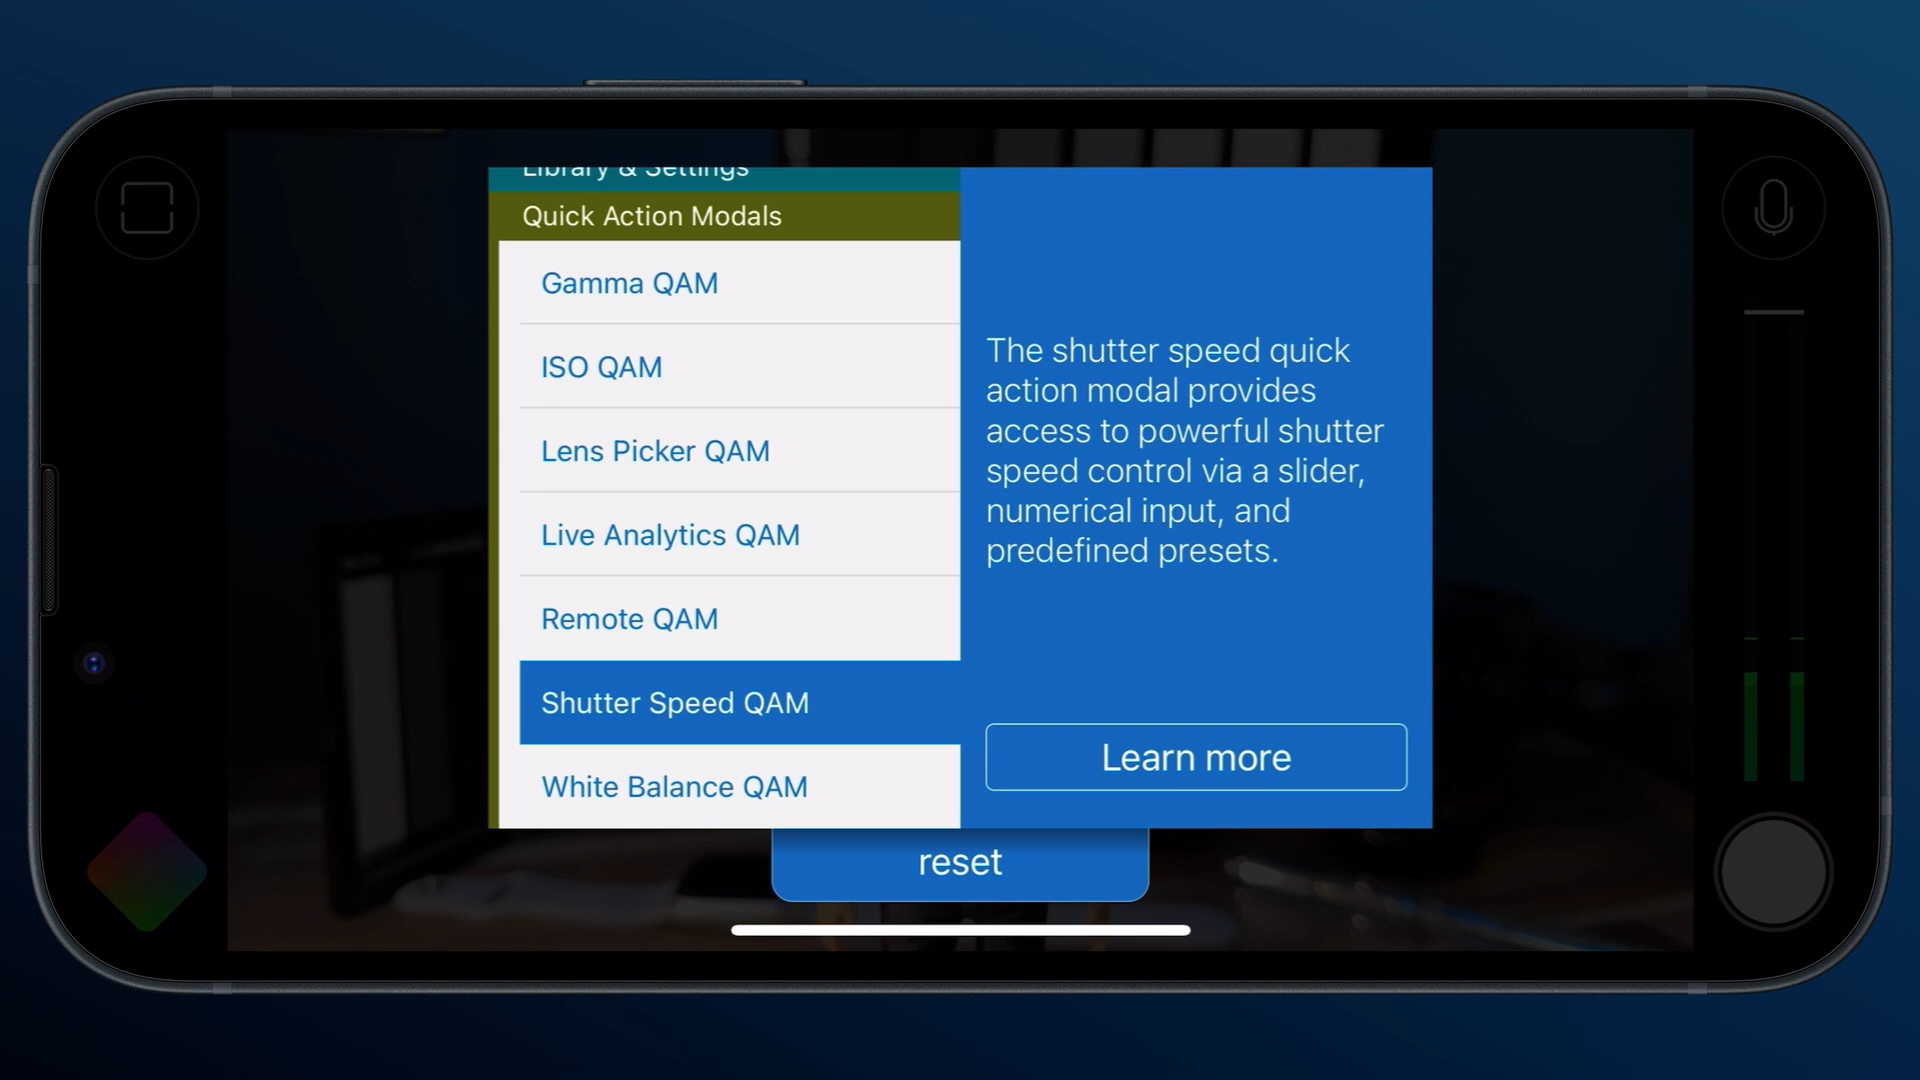 Library & Settings
Quick Action Modals
Gamma QAM
ISO QAM
Lens Picker QAM
Live Analytics QAM
Remote QAM
Shutter Speed QAM
White Balance QAM
The shutter speed quick
action modal provides
access to powerful shutter
speed control via a slider,
numerical input, and
predefined presets.
Learn more
reset